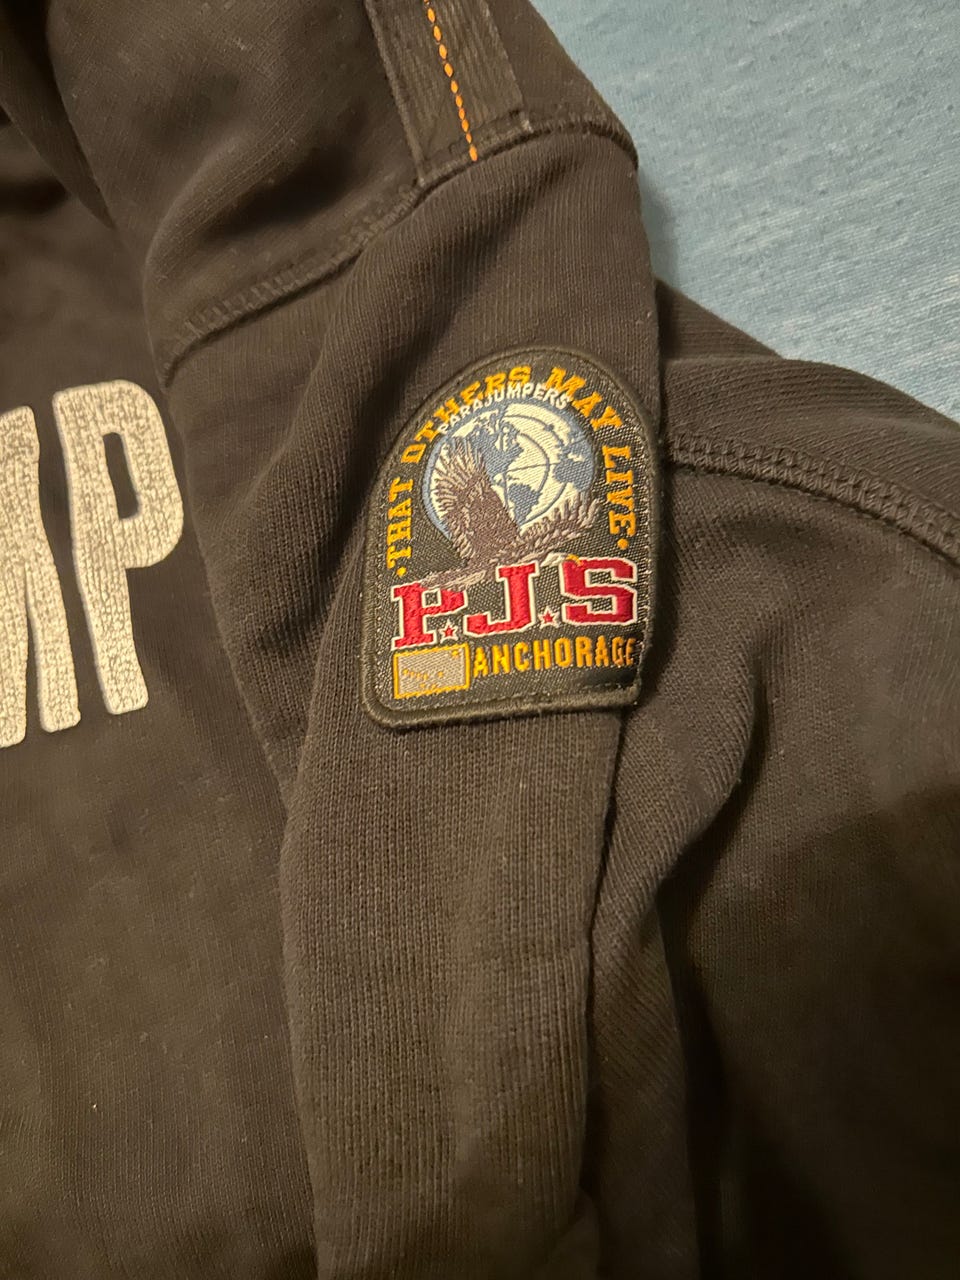 MP
·THAT OTHERS MAY LIVE·
PARAJUMPERS
P.J.S
ANCHORAGE